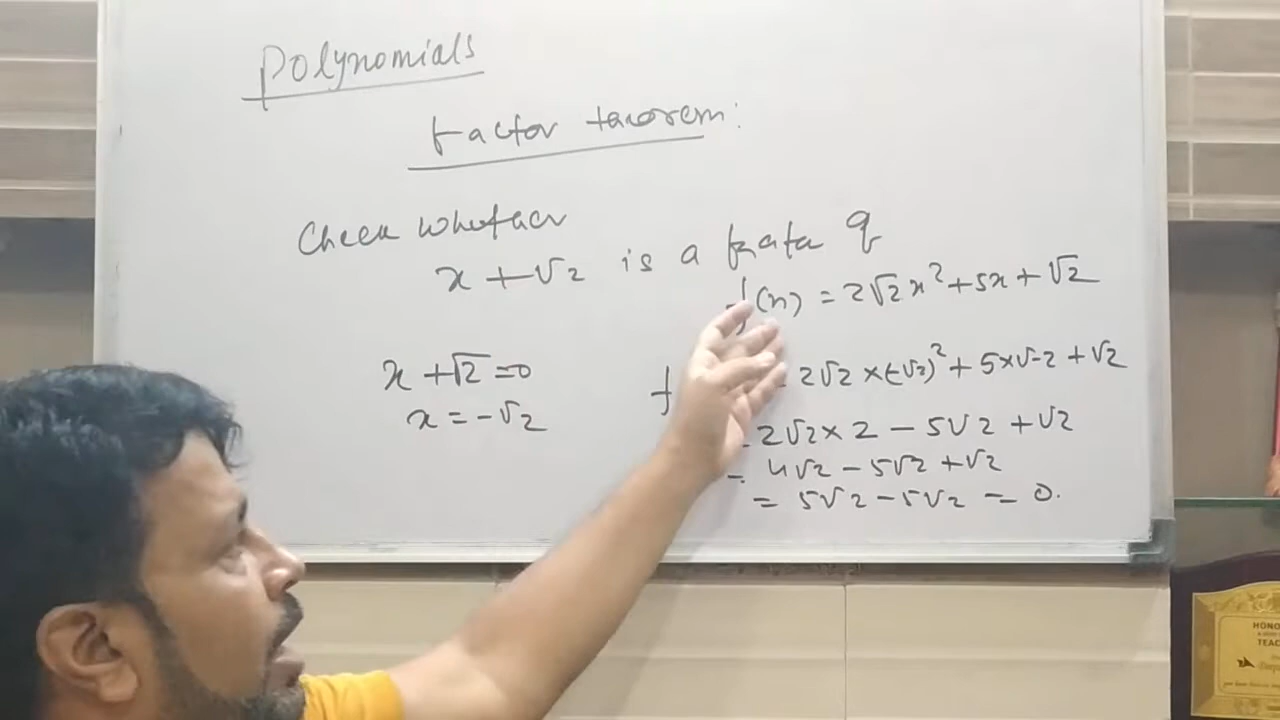 Polynomials
Factor theorem:
Check whether
x + √2 is a factor of
f(x) = 2√2 x² + 5x + √2
x + √2 = 0
x = -√2
f
= 2√2 × (-√2)² + 5 × √-2 + √2
= 2√2 × 2 - 5√2 + √2
= 4√2 - 5√2 + √2
= 5√2 - 5√2 = 0.
HONO
TEAC